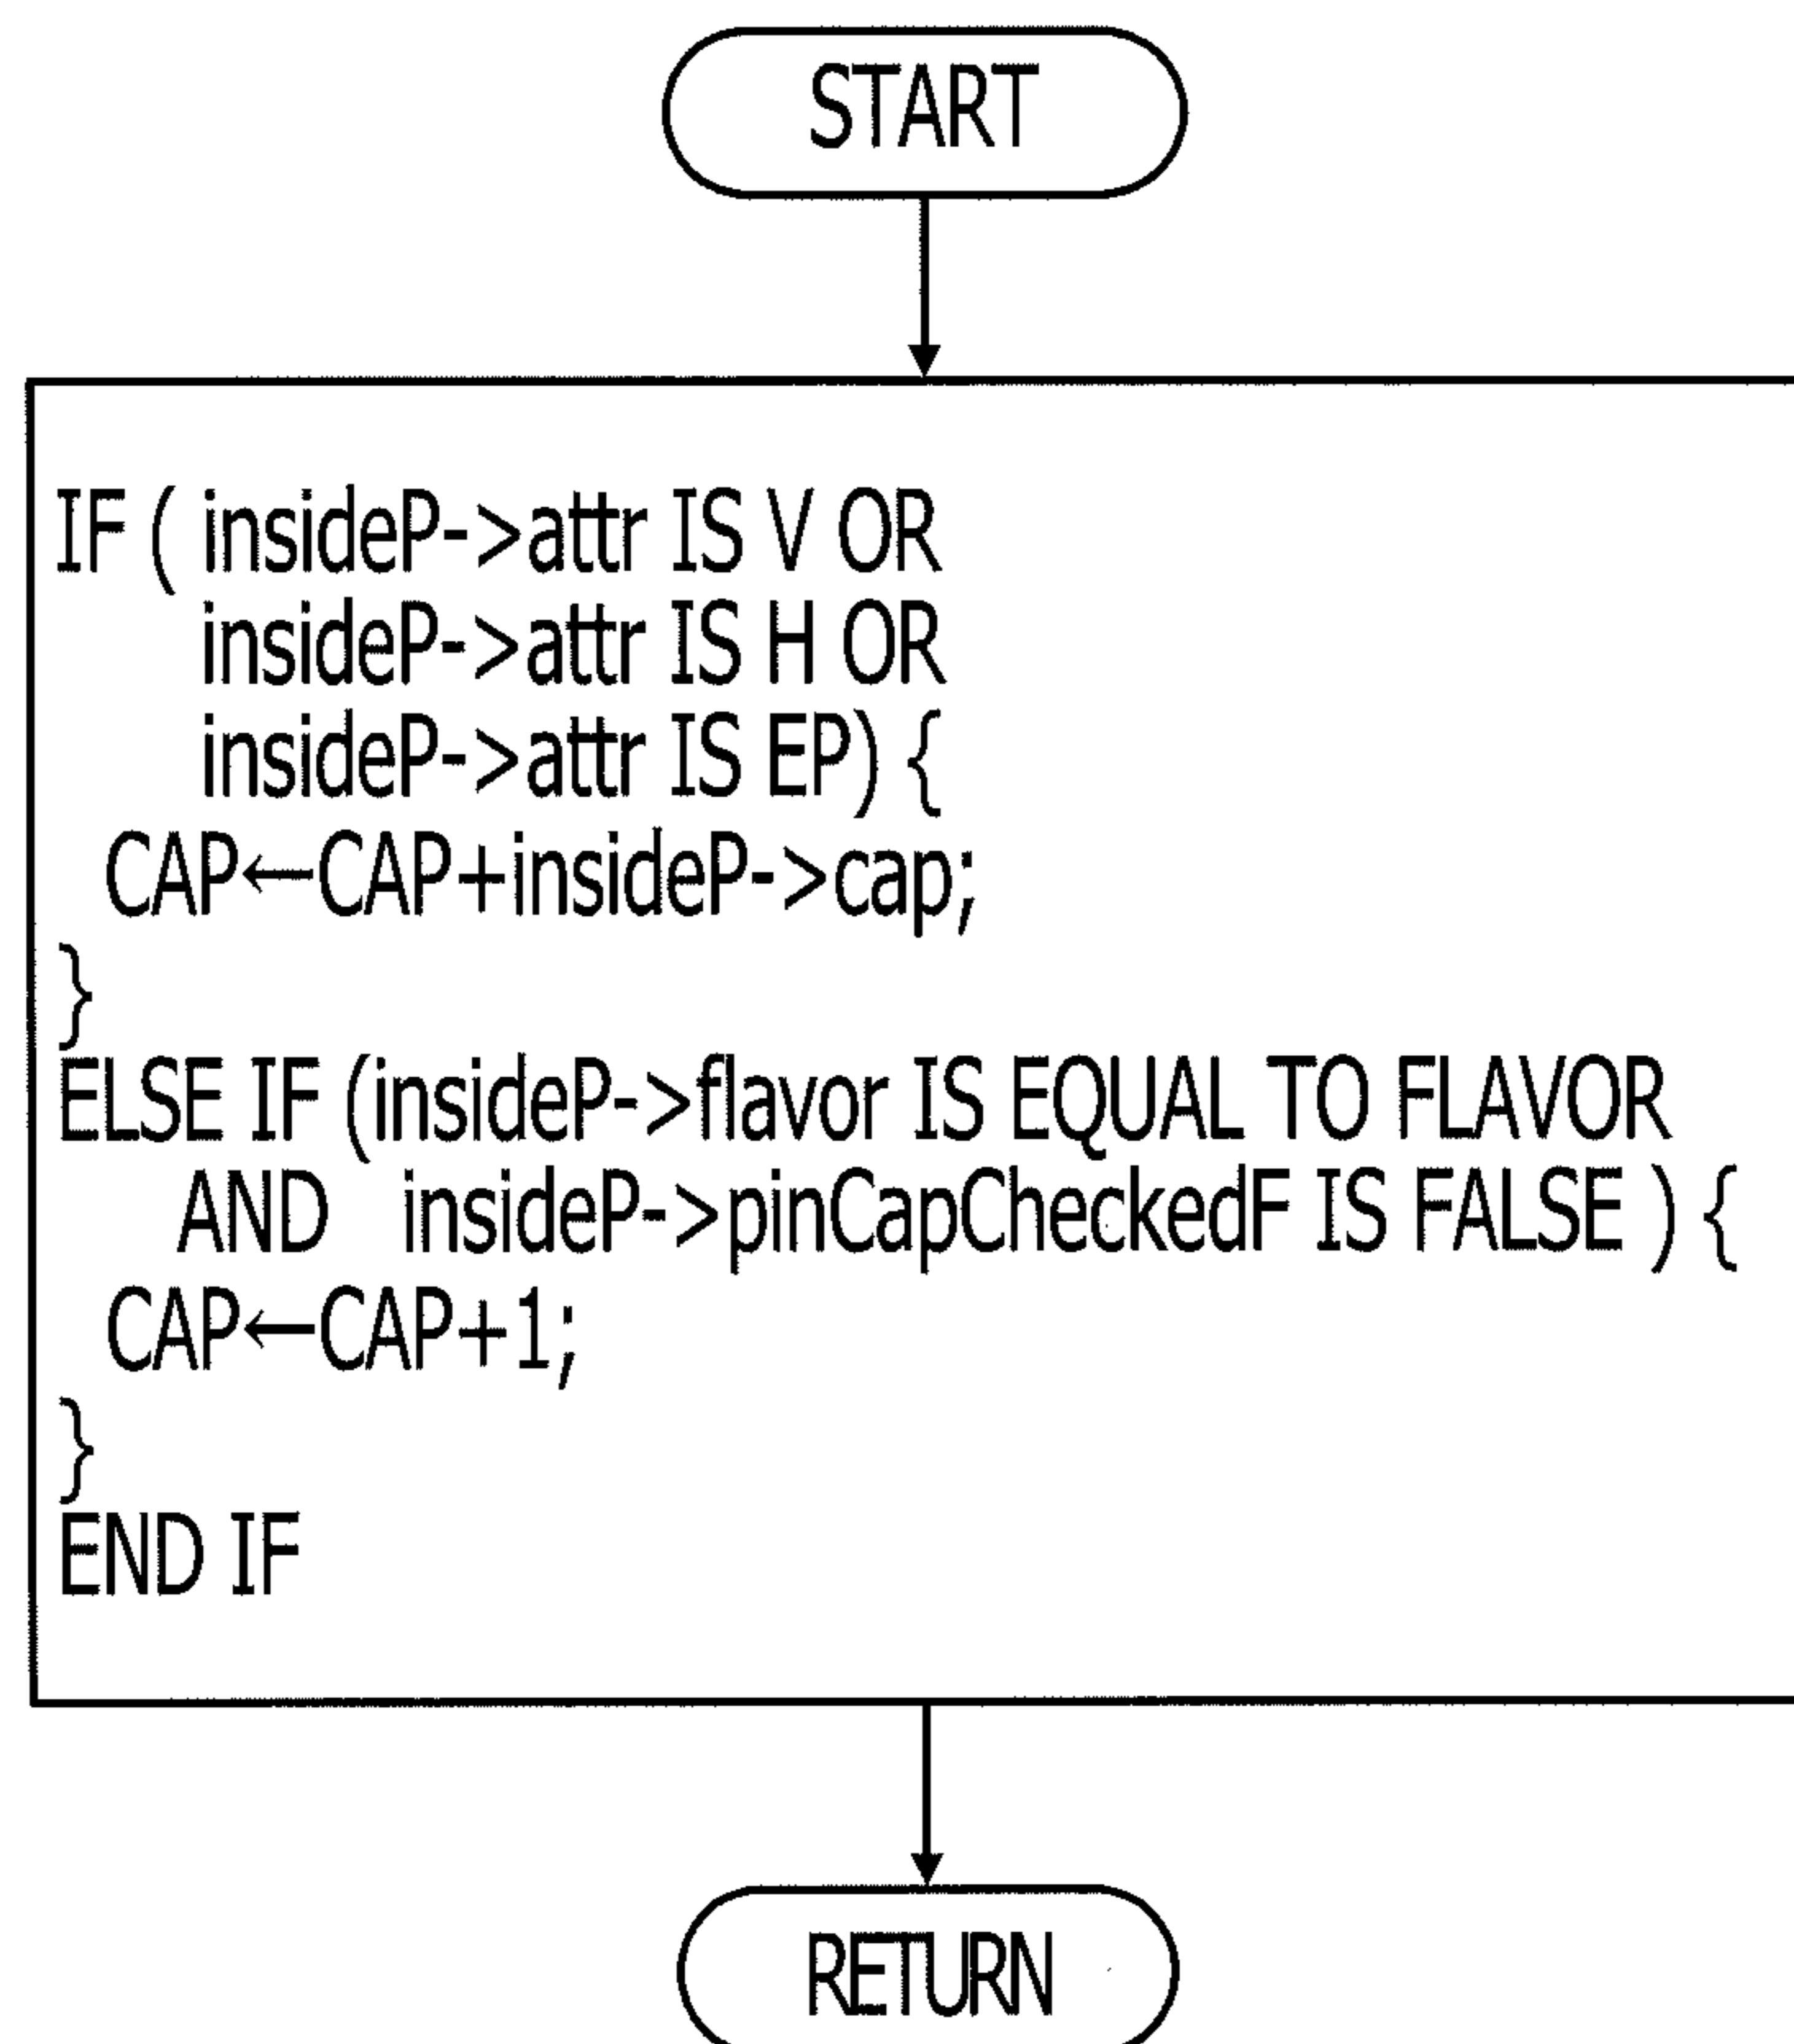 START
IF ( insideP->attr IS V OR
insideP->attr IS H OR
insideP->attr IS EP) {
CAP←CAP+insideP->cap;
}
ELSE IF (insideP->flavor IS EQUAL TO FLAVOR
AND insideP->pinCapCheckedF IS FALSE ) {
CAP←CAP+1;
}
END IF
RETURN